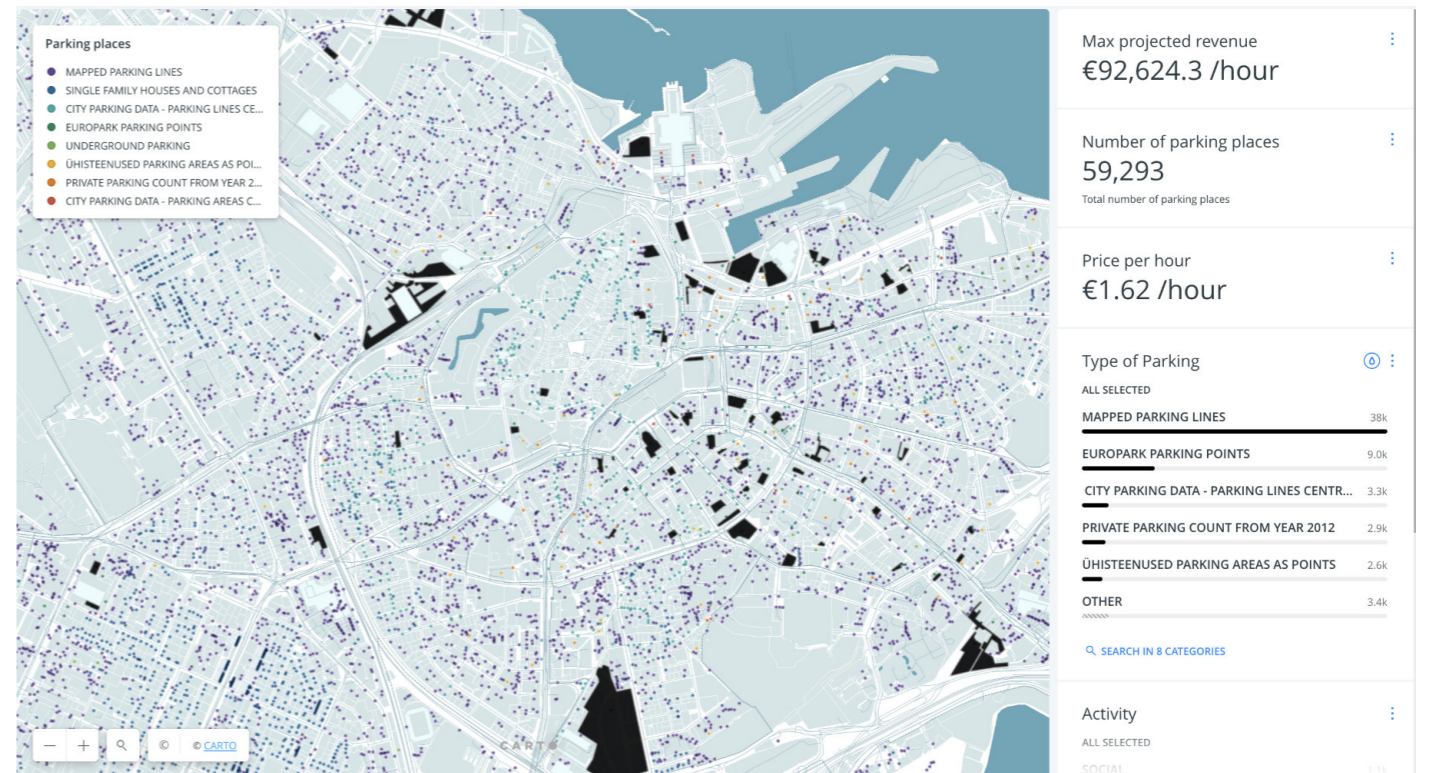 Parking places
MAPPED PARKING LINES
SINGLE FAMILY HOUSES AND COTTAGES
CITY PARKING DATA - PARKING LINES CE...
EUROPARK PARKING POINTS
UNDERGROUND PARKING
ÜHISTEENUSED PARKING AREAS AS POI...
PRIVATE PARKING COUNT FROM YEAR 2...
CITY PARKING DATA - PARKING AREAS C...
© © CARTO
CARTO
Max projected revenue
€92,624.3 /hour
Number of parking places
59,293
Total number of parking places
Price per hour
€1.62 /hour
Type of Parking
ALL SELECTED
MAPPED PARKING LINES 38k
EUROPARK PARKING POINTS 9.0k
CITY PARKING DATA - PARKING LINES CENTR... 3.3k
PRIVATE PARKING COUNT FROM YEAR 2012 2.9k
ÜHISTEENUSED PARKING AREAS AS POINTS 2.6k
OTHER 3.4k
SEARCH IN 8 CATEGORIES
Activity
ALL SELECTED
SOCIAL 1.1k